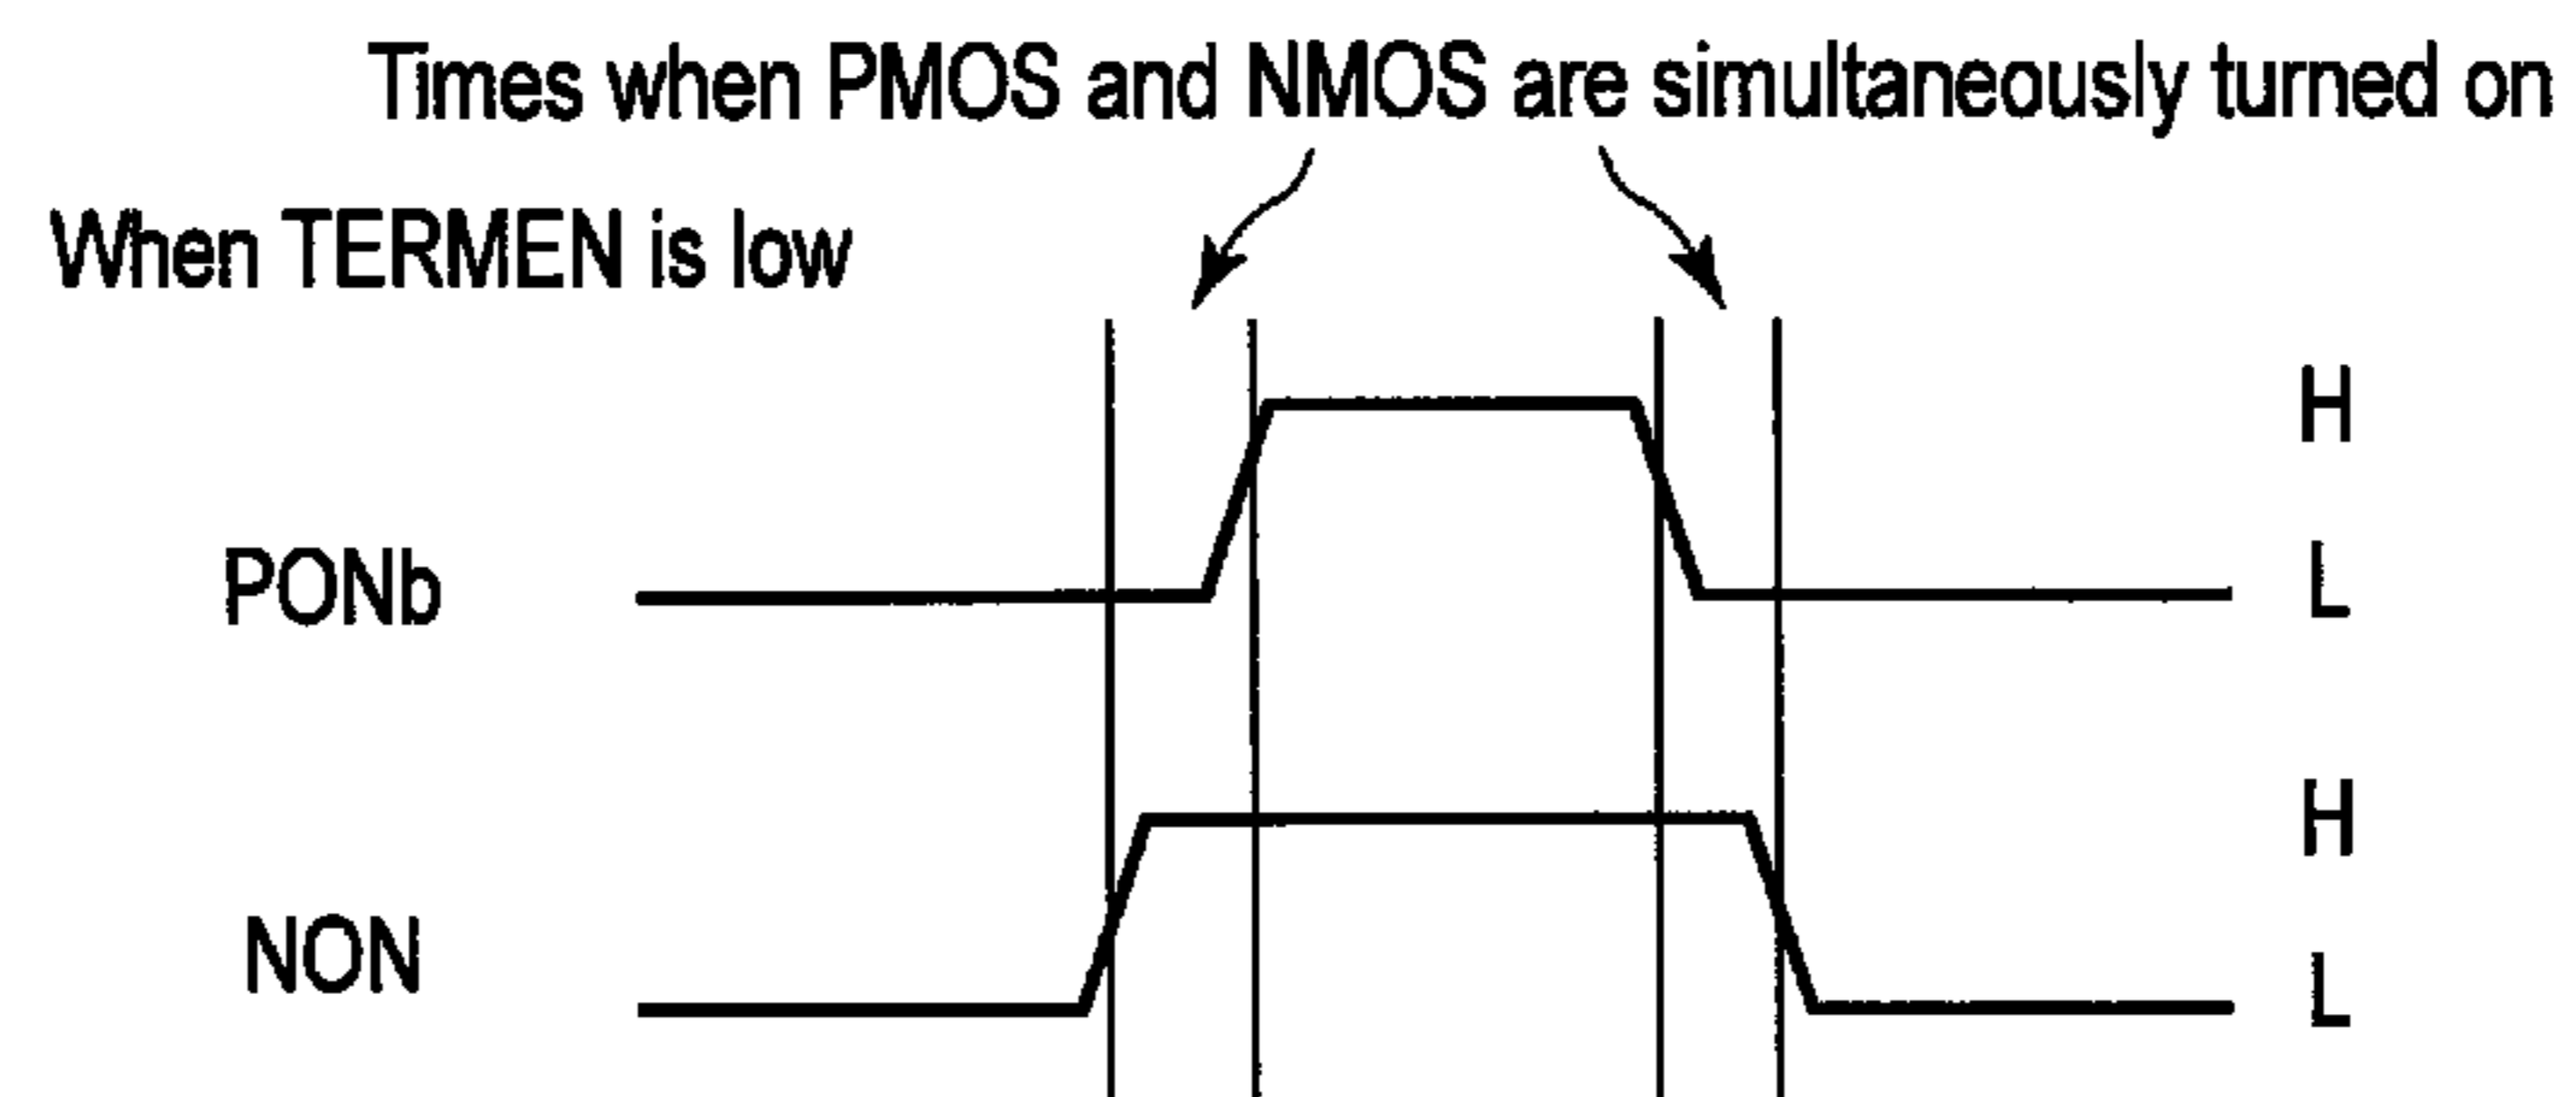 Times when PMOS and NMOS are simultaneously turned on
When TERMEN is low
H
PONb
L
H
NON
L